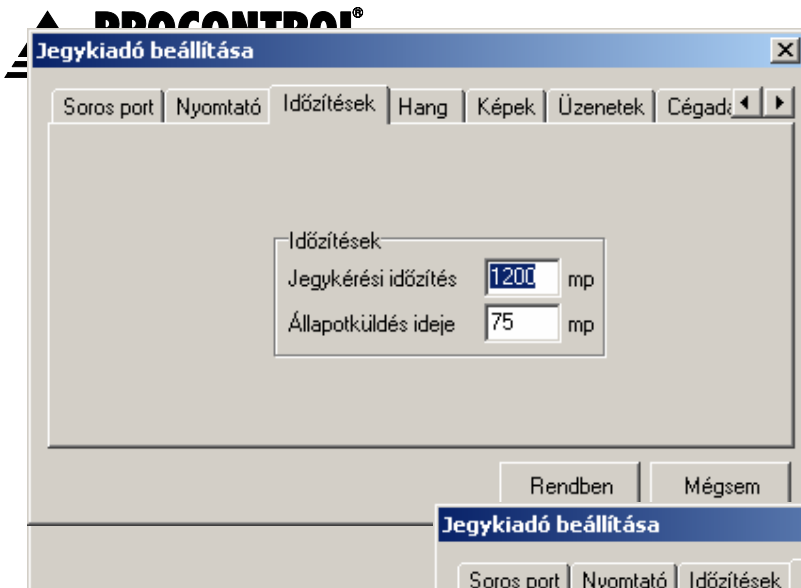 PROCONTROL®
Jegykiadó beállítása
Soros port Nyomtató Időzítések Hang Képek Üzenetek Cégada
Időzítések
Jegykérési időzítés 1200 mp
Állapotküldés ideje 75 mp
Rendben Mégsem
Jegykiadó beállítása
Soros port Nyomtató Időzítések